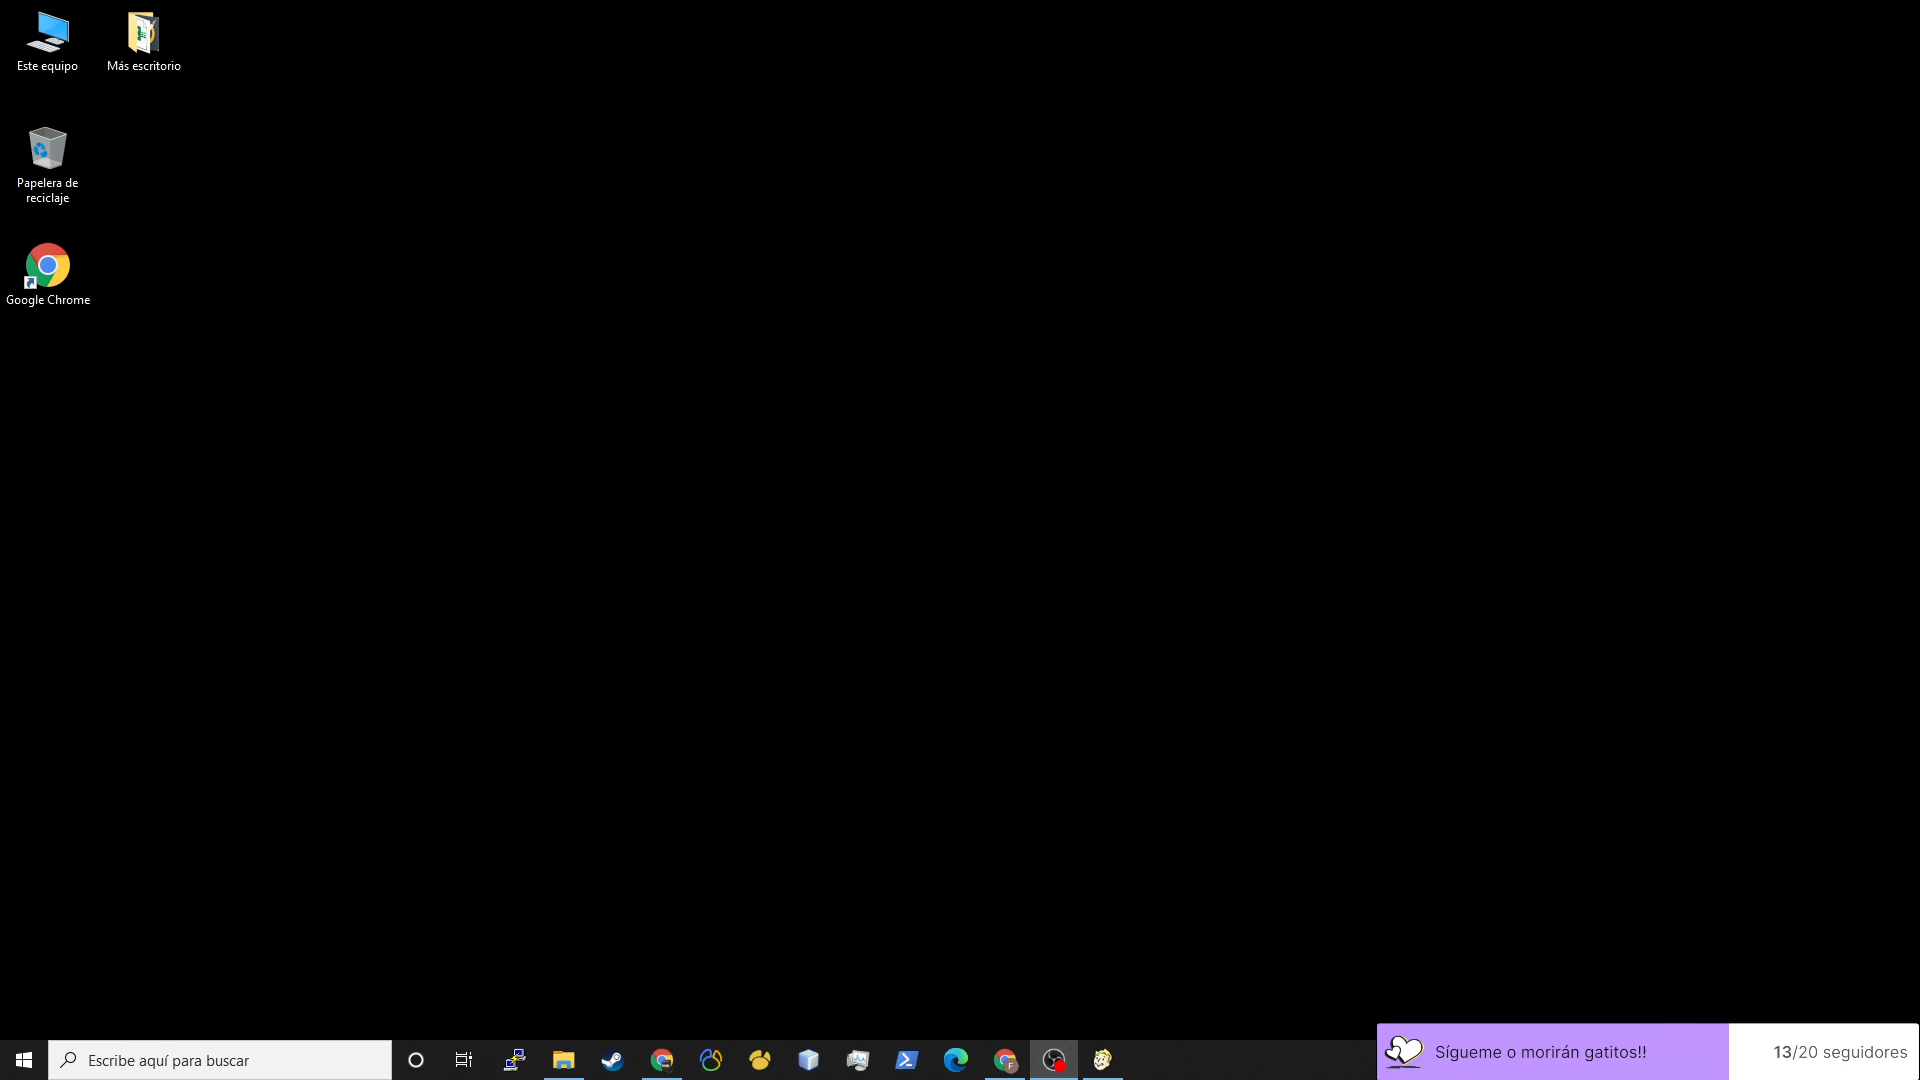 Este equipo
Más escritorio
Papelera de
reciclaje
Google Chrome
Escribe aquí para buscar
Sígueme o morirán gatitos!!
13/20 seguidores